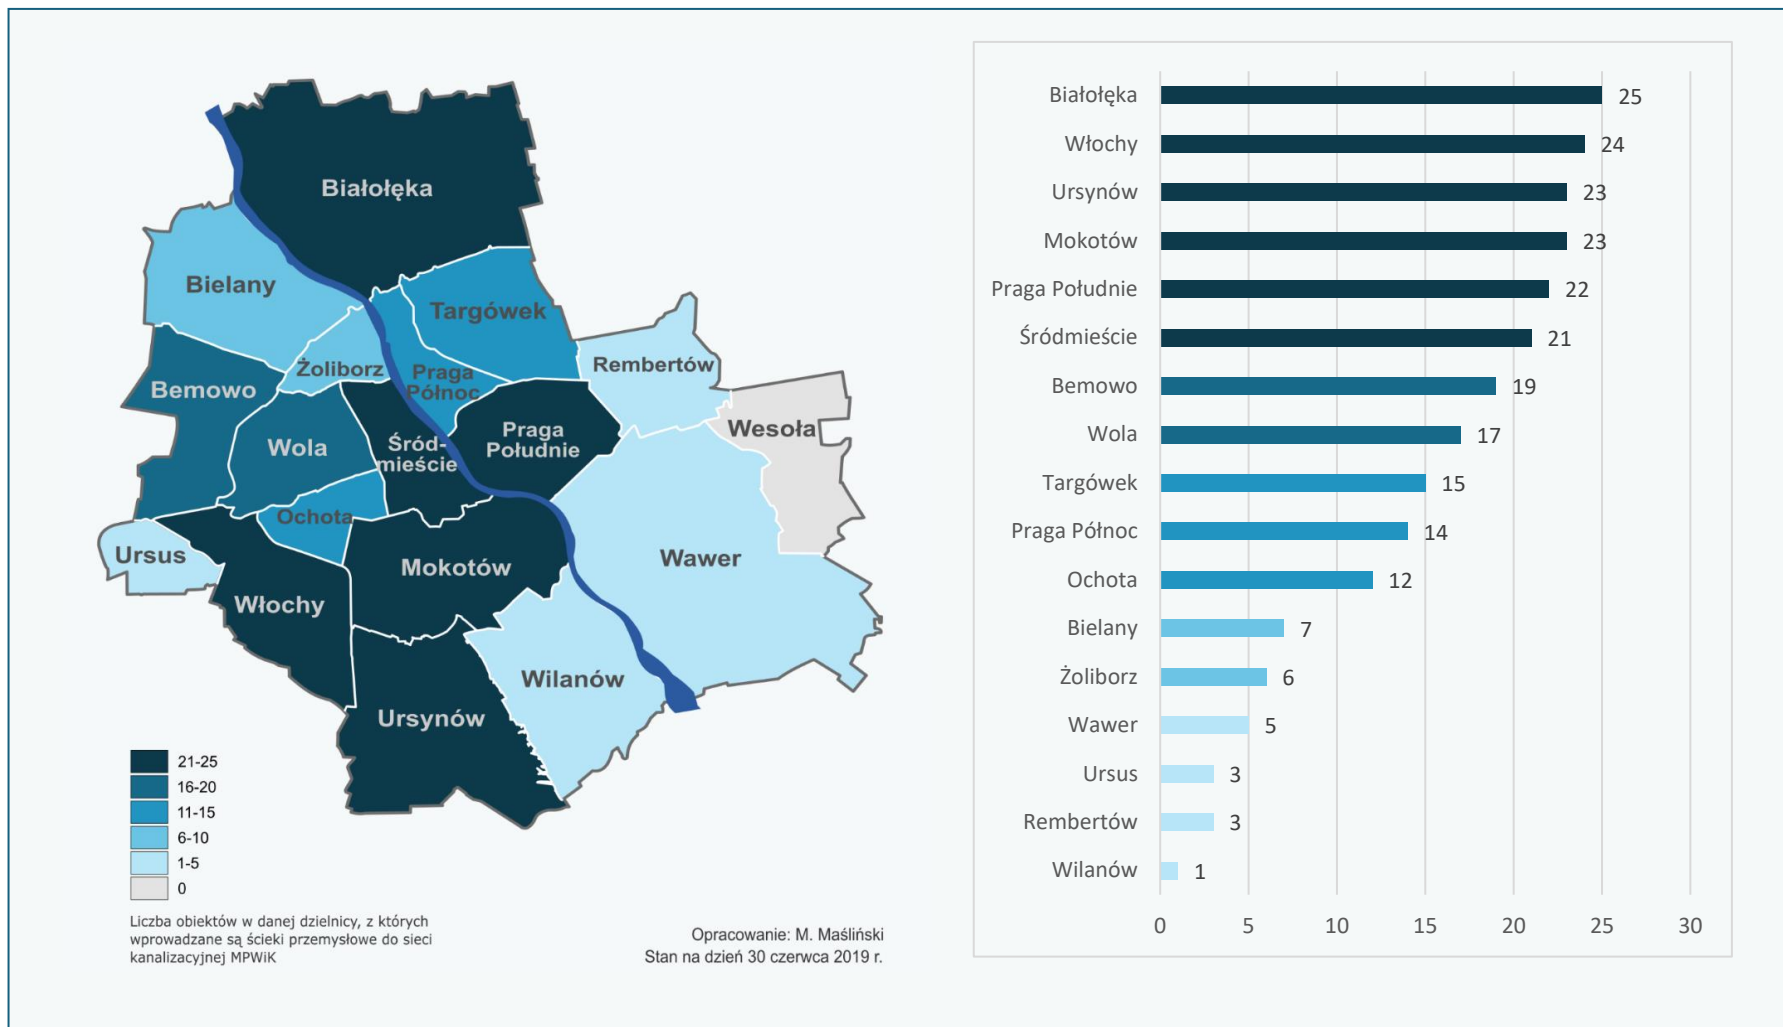 Białołęka
Bielany
Targówek
Żoliborz
Praga
Północ
Rembertów
Bemowo
Wesoła
Wola
Śród-
mieście
Praga
Południe
Ochota
Ursus
Włochy
Mokotów
Wawer
Wilanów
Ursynów
21-25
16-20
11-15
6-10
1-5
0
Liczba obiektów w danej dzielnicy, z których
wprowadzane są ścieki przemysłowe do sieci
kanalizacyjnej MPWiK
Opracowanie: M. Maśliński
Stan na dzień 30 czerwca 2019 r.
Białołęka 25
Włochy 24
Ursynów 23
Mokotów 23
Praga Południe 22
Śródmieście 21
Bemowo 19
Wola 17
Targówek 15
Praga Północ 14
Ochota 12
Bielany 7
Żoliborz 6
Wawer 5
Ursus 3
Rembertów 3
Wilanów 1
0 5 10 15 20 25 30